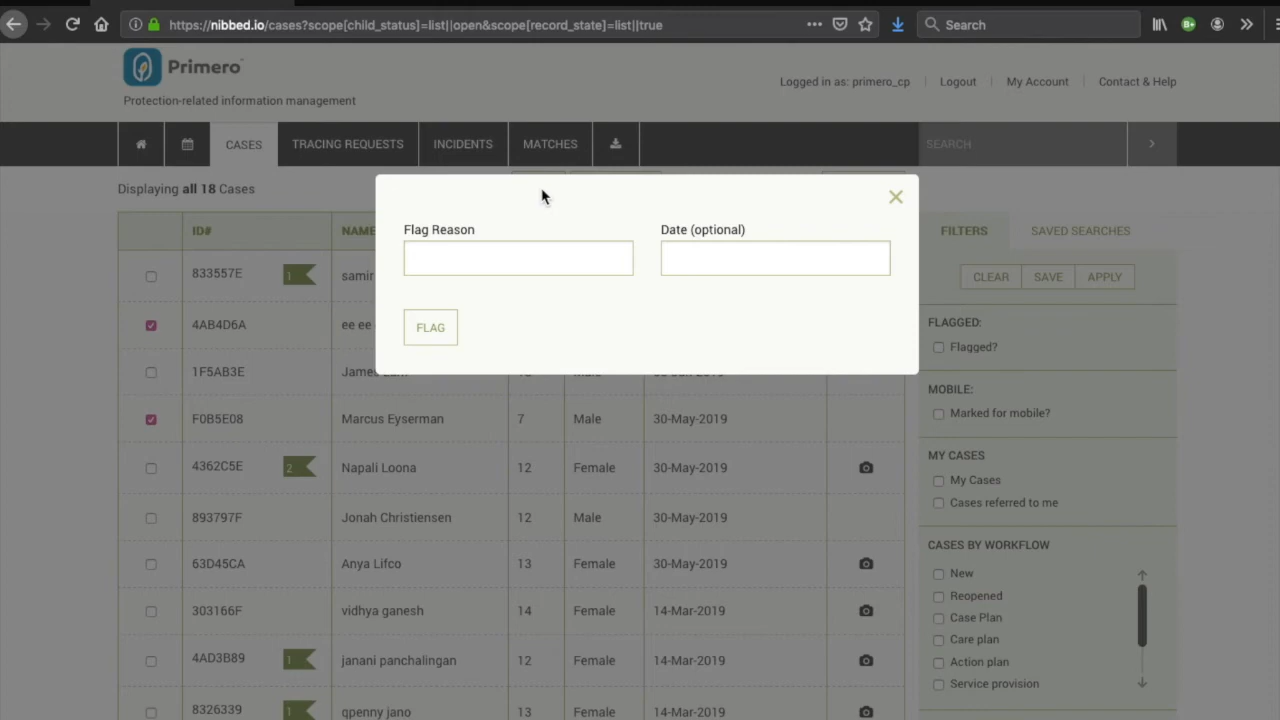 https://nibbed.io/cases?scope[child_status]=list||open&scope[record_state]=list||true
Search
Primero
Protection-related information management
Logged in as: primero_cp
Logout
My Account
Contact & Help
CASES
TRACING REQUESTS
INCIDENTS
MATCHES
SEARCH
Displaying all 18 Cases
Flag Reason
Date (optional)
FLAG
ID#
NAME
833557E 1 samir
4AB4D6A ee ee
1F5AB3E James
F0B5E08 Marcus Eyserman 7 Male 30-May-2019
4362C5E 2 Napali Loona 12 Female 30-May-2019
893797F Jonah Christiensen 12 Male 30-May-2019
63D45CA Anya Lifco 13 Female 30-May-2019
303166F vidhya ganesh 14 Female 14-Mar-2019
4AD3B89 1 janani panchalingan 12 Female 14-Mar-2019
8326339 1 qpenny jano 13 Female 14-Mar-2019
FILTERS
SAVED SEARCHES
CLEAR
SAVE
APPLY
FLAGGED:
Flagged?
MOBILE:
Marked for mobile?
MY CASES
My Cases
Cases referred to me
CASES BY WORKFLOW
New
Reopened
Case Plan
Care plan
Action plan
Service provision